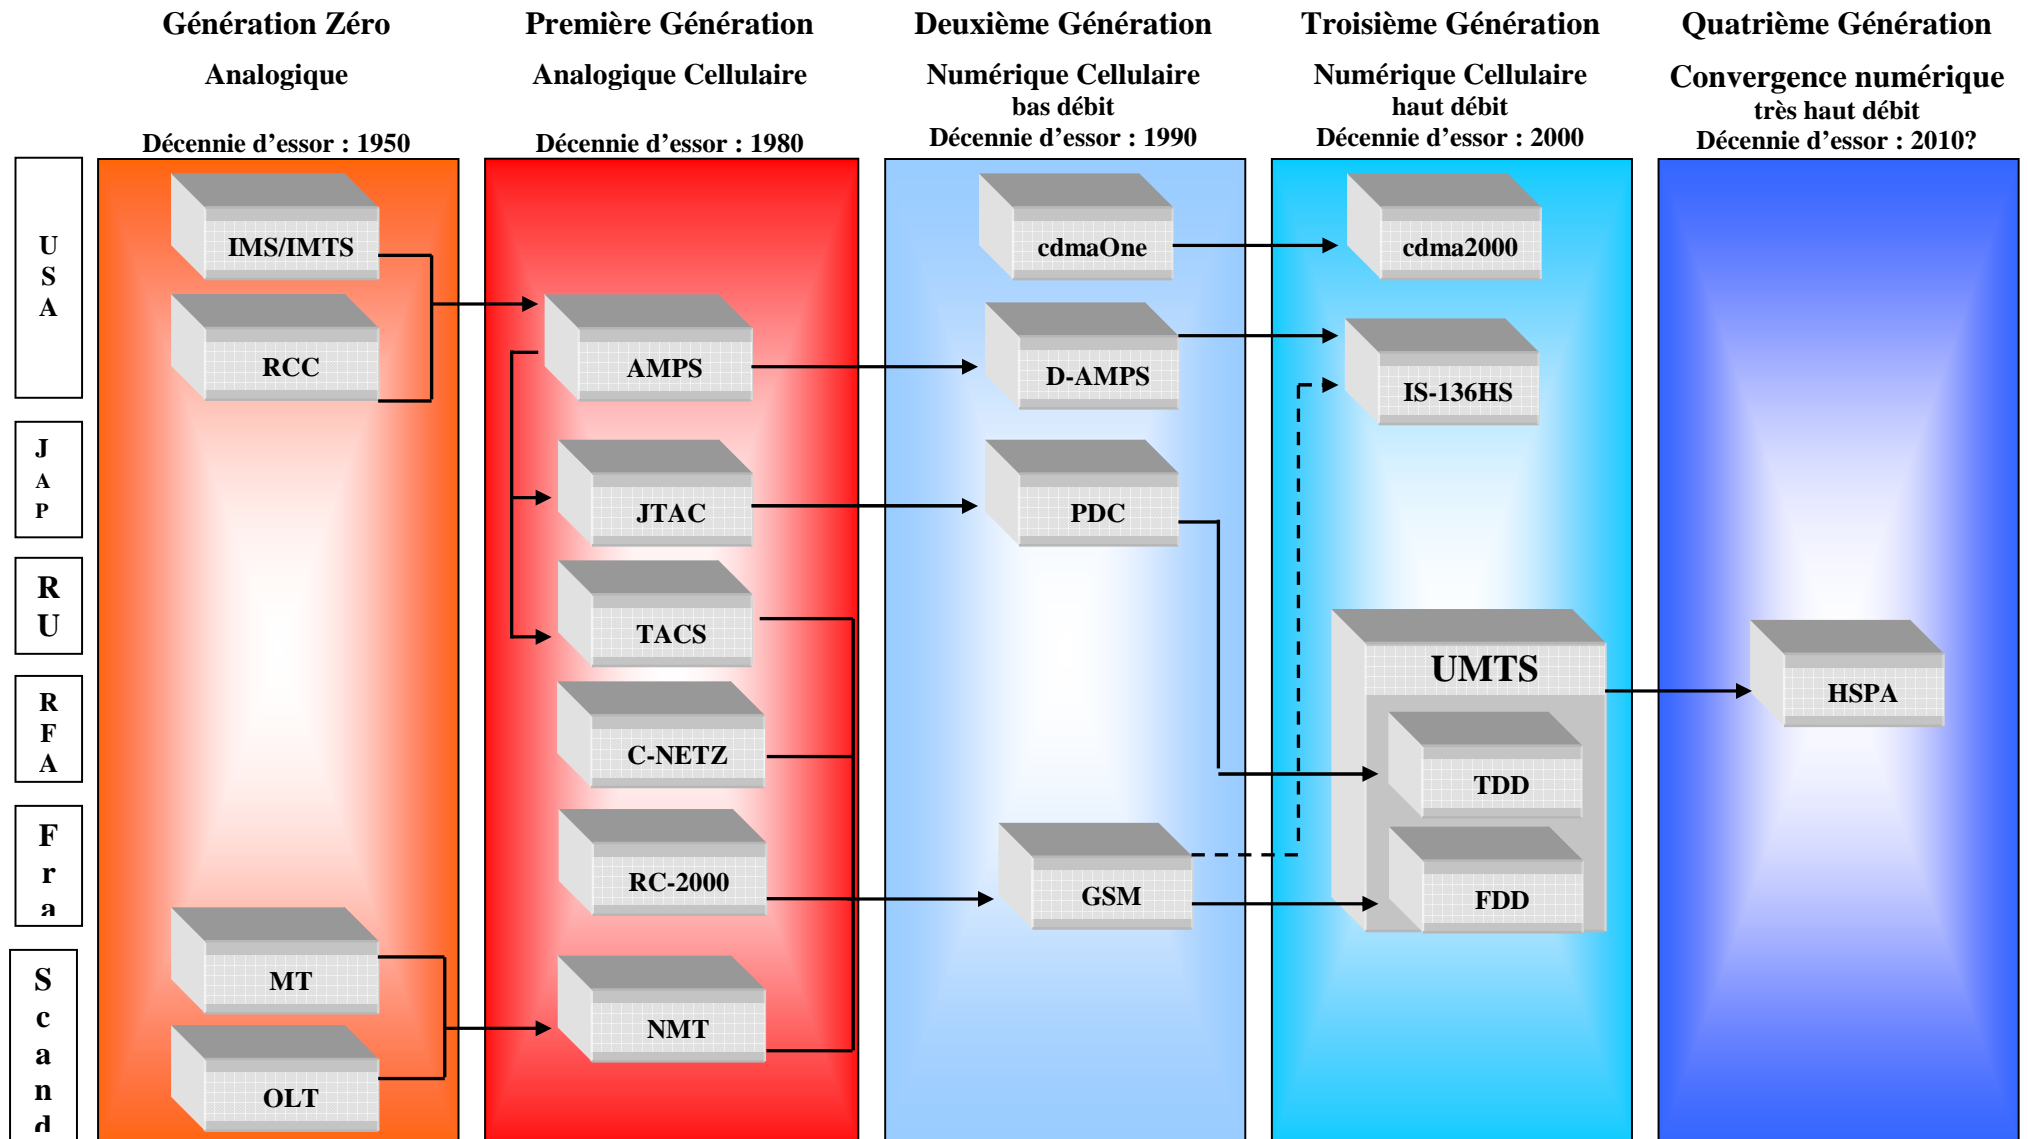 Génération Zéro
Analogique
Décennie d'essor : 1950
Première Génération
Analogique Cellulaire
Décennie d'essor : 1980
Deuxième Génération
Numérique Cellulaire
bas débit
Décennie d'essor : 1990
Troisième Génération
Numérique Cellulaire
haut débit
Décennie d'essor : 2000
Quatrième Génération
Convergence numérique
très haut débit
Décennie d'essor : 2010?
U
S
A
J
A
P
R
U
R
F
A
F
r
a
S
c
a
n
d
IMS/IMTS
RCC
MT
OLT
AMPS
JTAC
TACS
C-NETZ
RC-2000
NMT
cdmaOne
D-AMPS
PDC
GSM
cdma2000
IS-136HS
UMTS
TDD
FDD
HSPA